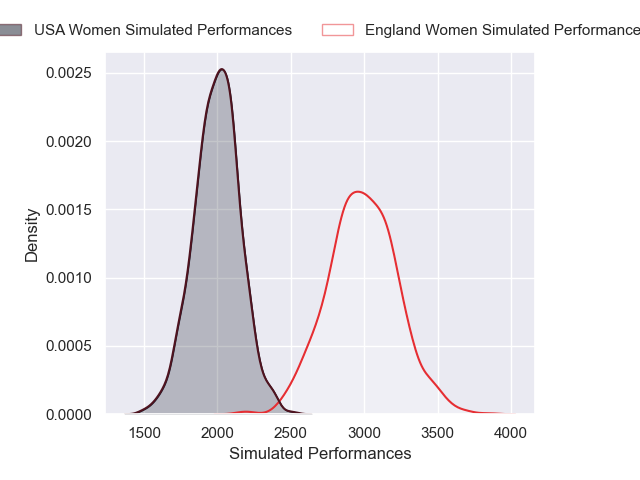 USA Women Simulated Performances
England Women Simulated Performance
0.0025
0.0020
0.0015
0.0010
0.0005
0.0000
Density
1500 2000 2500 3000 3500 4000
Simulated Performances